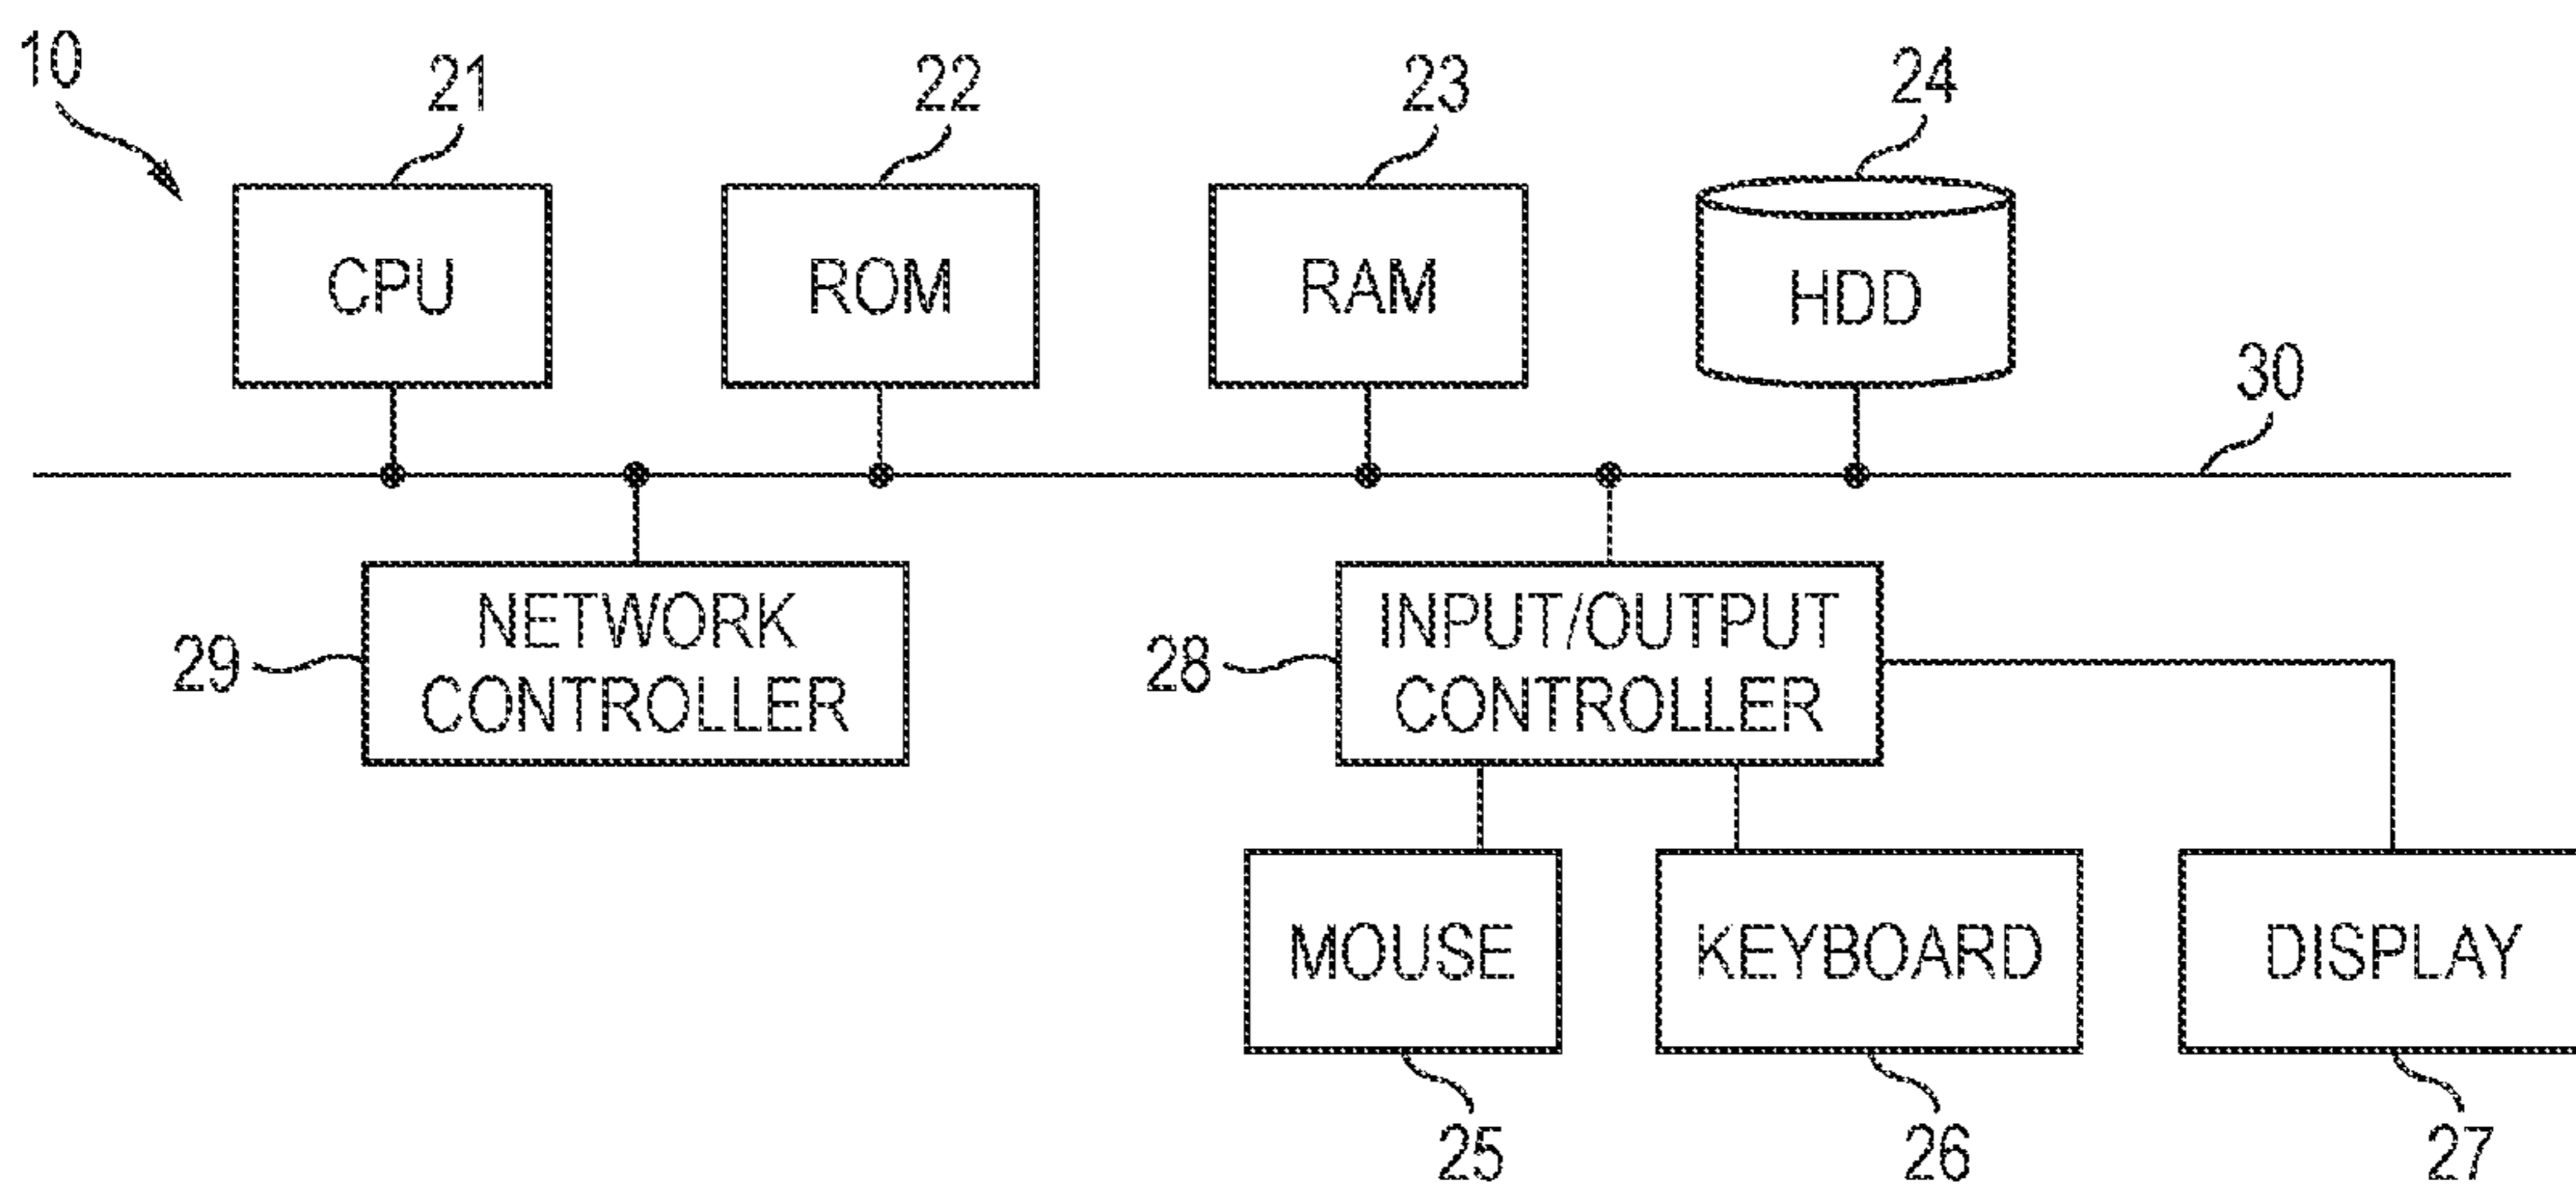 10
21
22
23
24
CPU
ROM
RAM
HDD
30
29
NETWORK
CONTROLLER
28
INPUT/OUTPUT
CONTROLLER
MOUSE
KEYBOARD
DISPLAY
25
26
27